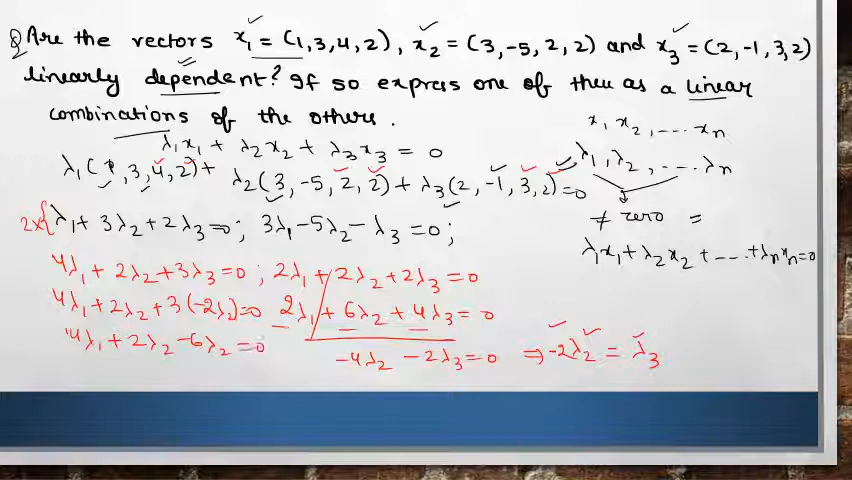 Q Are the vectors x₁ = (1,3,4,2), x₂ = (3,-5,2,2) and x₃ = (2,-1,3,2)
linearly dependent? If so express one of them as a linear
combinations of the others.
x₁ x₂, .... xₙ
λ₁x₁ + λ₂x₂ + λ₃x₃ = 0
λ₁, λ₂, .... λₙ
λ₁(1,3,4,2) + λ₂(3,-5,2,2) + λ₃(2,-1,3,2)=0
≠ zero =
2×{λ₁+3λ₂+2λ₃=0; 3λ₁-5λ₂-λ₃=0;
λ₁x₁+λ₂x₂+....+λₙxₙ=0
4λ₁+2λ₂+3λ₃=0; 2λ₁+2λ₂+2λ₃=0
4λ₁+2λ₂+3(-2λ₂)=0 2λ₁+6λ₂+4λ₃=0
4λ₁+2λ₂-6λ₂=0
-4λ₂-2λ₃=0 ⇒ -2λ₂=λ₃